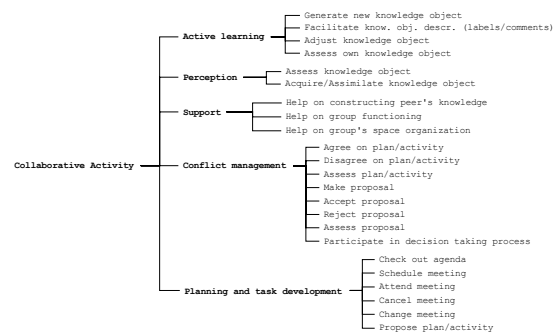 Generate new knowledge object
Facilitate know. obj. descr. (labels/comments)
Active learning
Adjust knowledge object
Assess own knowledge object
Assess knowledge object
Perception
Acquire/Assimilate knowledge object
Help on constructing peer's knowledge
Support
Help on group functioning
Help on group's space organization
Agree on plan/activity
Disagree on plan/activity
Collaborative Activity
Conflict management
Assess plan/activity
Make proposal
Accept proposal
Reject proposal
Assess proposal
Participate in decision taking process
Check out agenda
Schedule meeting
Attend meeting
Planning and task development
Cancel meeting
Change meeting
Propose plan/activity